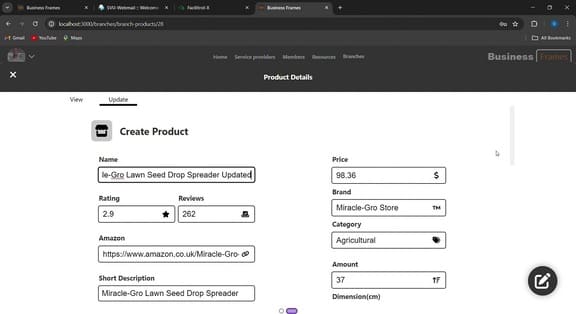 Business Frames
SVW-Webmail :: Welcome
Facilitrol-X
Business Frames
localhost:3000/branches/branch-products/28
Gmail
YouTube
Maps
All Bookmarks
Home
Service providers
Members
Resources
Branches
Business Frames
Product Details
View
Update
Create Product
Name
le-Gro Lawn Seed Drop Spreader Updated
Price
98.36
Rating
2.9
Reviews
262
Brand
Miracle-Gro Store
Amazon
https://www.amazon.co.uk/Miracle-Gro-
Category
Agricultural
Short Description
Miracle-Gro Lawn Seed Drop Spreader
Amount
37
Dimension(cm)